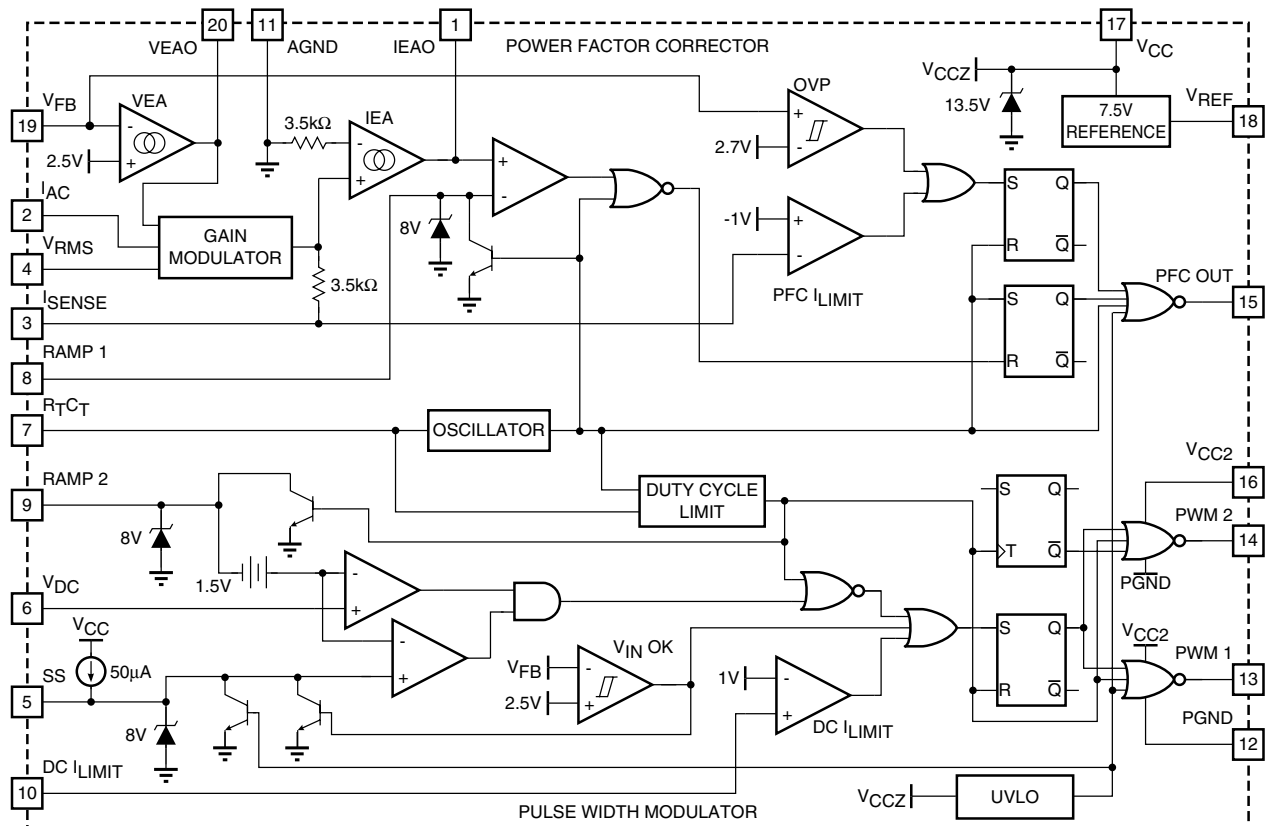 20
11
1
17
VEAO
AGND
IEAO
POWER FACTOR CORRECTOR
VCC
VCCZ
OVP
VFB
VEA
13.5V
VREF
19
-
3.5kΩ
IEA
+
7.5V
REFERENCE
18
2.5V
+
-
2.7V
-
+
+
-
S
Q
IAC
2
8V
-1V
+
VRMS
GAIN
MODULATOR
-
R
Q
4
3.5kΩ
PFC ILIMIT
PFC OUT
ISENSE
S
Q
15
3
RAMP 1
R
Q
8
RTCT
7
OSCILLATOR
VCC2
RAMP 2
DUTY CYCLE
LIMIT
S
Q
16
9
PWM 2
8V
T
Q
14
1.5V
-
PGND
VDC
+
6
VCC
-
S
Q
VCC2
VIN OK
PWM 1
SS
50µA
VFB
-
1V
-
13
5
+
2.5V
+
R
Q
PGND
8V
+
DC ILIMIT
12
DC ILIMIT
10
VCCZ
UVLO
PULSE WIDTH MODULATOR